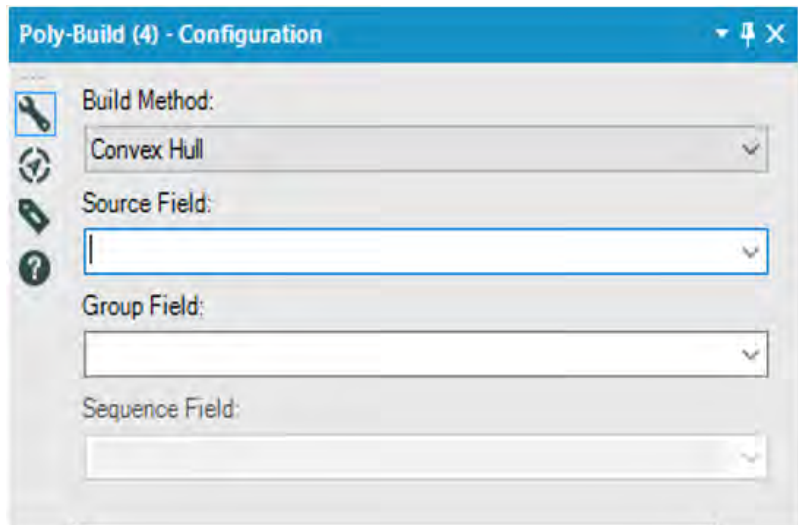 Poly-Build (4) - Configuration
Build Method:
Convex Hull
Source Field:
Group Field:
Sequence Field: